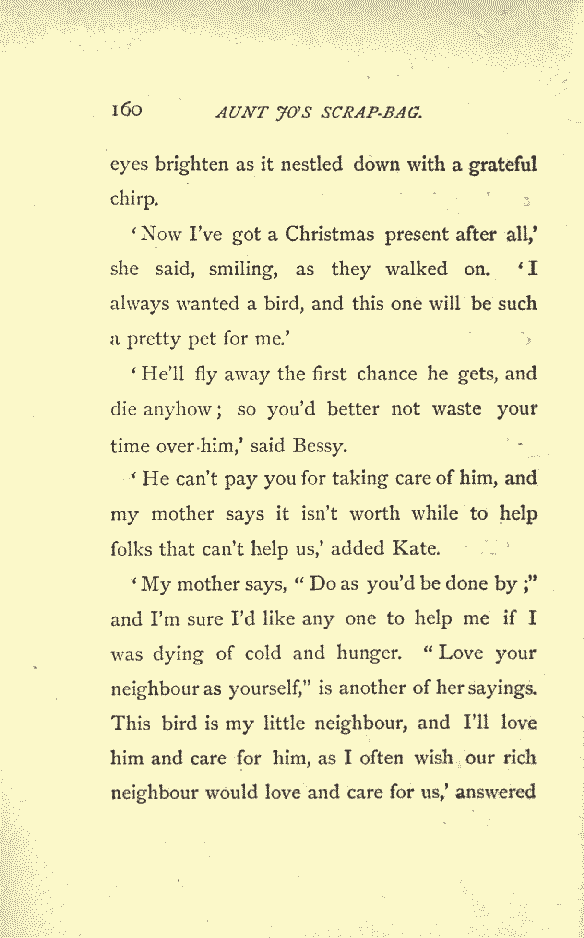 160 AUNT JO'S SCRAP-BAG.
eyes brighten as it nestled down with a grateful
chirp.
'Now I've got a Christmas present after all,'
she said, smiling, as they walked on. 'I
always wanted a bird, and this one will be such
a pretty pet for me.'
'He'll fly away the first chance he gets, and
die anyhow; so you'd better not waste your
time over him,' said Bessy.
'He can't pay you for taking care of him, and
my mother says it isn't worth while to help
folks that can't help us,' added Kate.
'My mother says, "Do as you'd be done by;"
and I'm sure I'd like any one to help me if I
was dying of cold and hunger. "Love your
neighbour as yourself," is another of her sayings.
This bird is my little neighbour, and I'll love
him and care for him, as I often wish our rich
neighbour would love and care for us,' answered